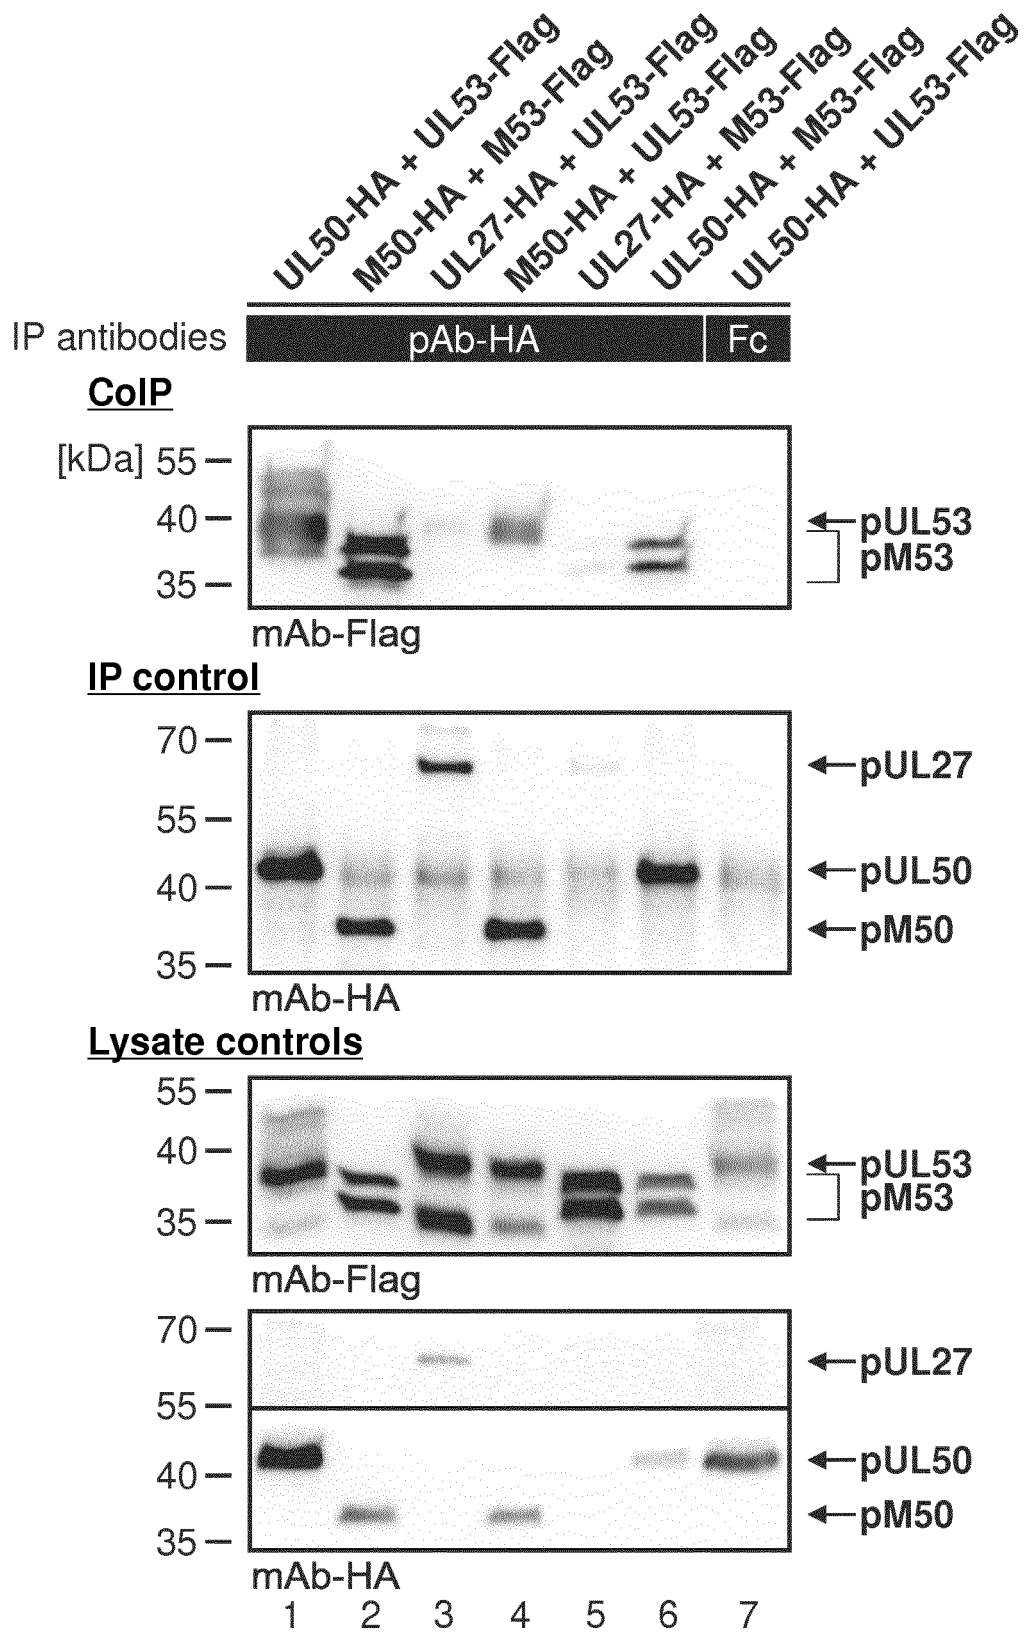 UL50-HA + UL53-Flag
M50-HA + M53-Flag
UL27-HA + UL53-Flag
M50-HA + UL53-Flag
UL27-HA + M53-Flag
UL50-HA + M53-Flag
UL50-HA + UL53-Flag
IP antibodies pAb-HA Fc
CoIP
[kDa] 55
40 pUL53
pM53
35
mAb-Flag
IP control
70
pUL27
55
pUL50
40
pM50
35
mAb-HA
Lysate controls
55
40 pUL53
pM53
35
mAb-Flag
70
pUL27
55
pUL50
40
pM50
35
mAb-HA
1 2 3 4 5 6 7